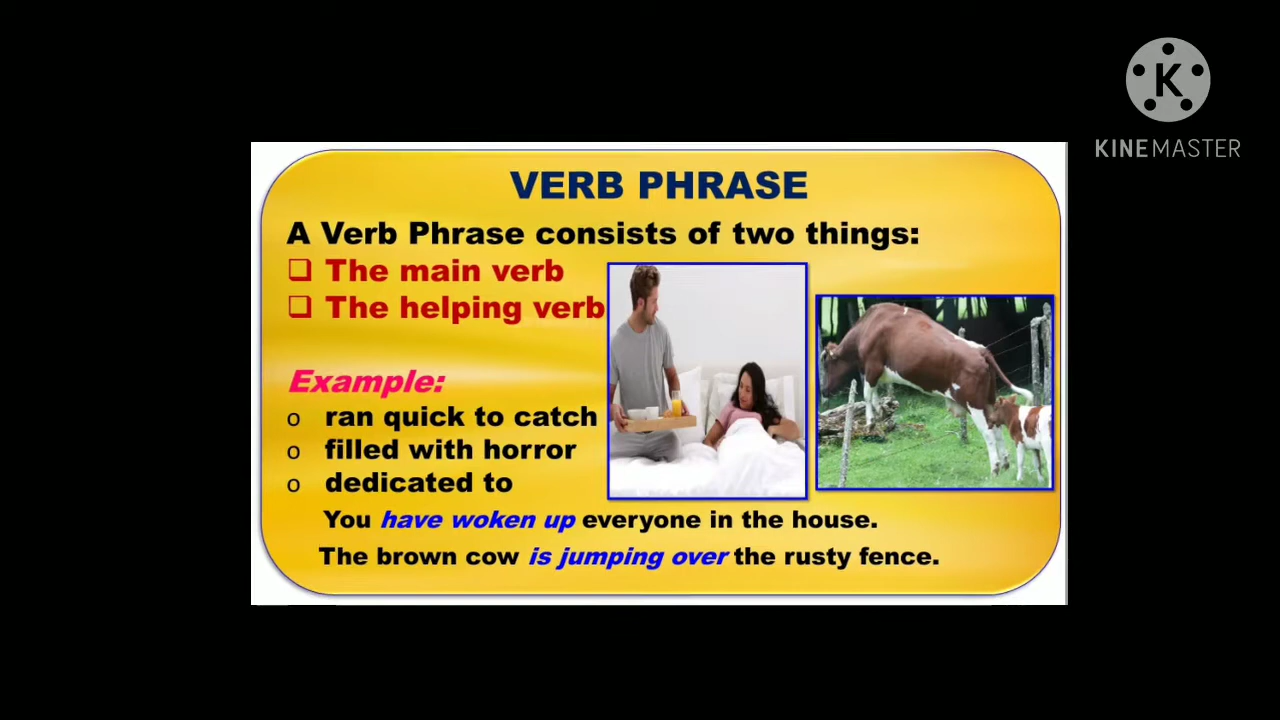 K
KINEMASTER
VERB PHRASE
A Verb Phrase consists of two things:
❑ The main verb
❑ The helping verb
Example:
o ran quick to catch
o filled with horror
o dedicated to
You have woken up everyone in the house.
The brown cow is jumping over the rusty fence.